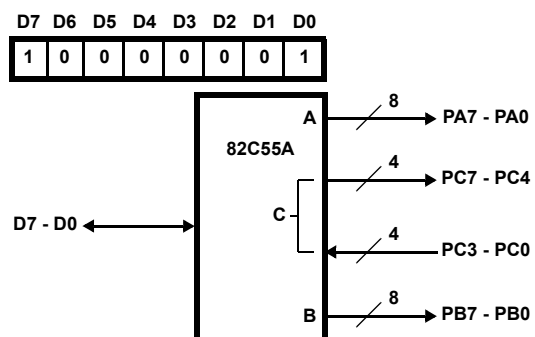 D7 D6 D5 D4 D3 D2 D1 D0
1 0 0 0 0 0 0 1
A 8 PA7 - PA0
82C55A
4 PC7 - PC4
C
D7 - D0
4 PC3 - PC0
B 8 PB7 - PB0